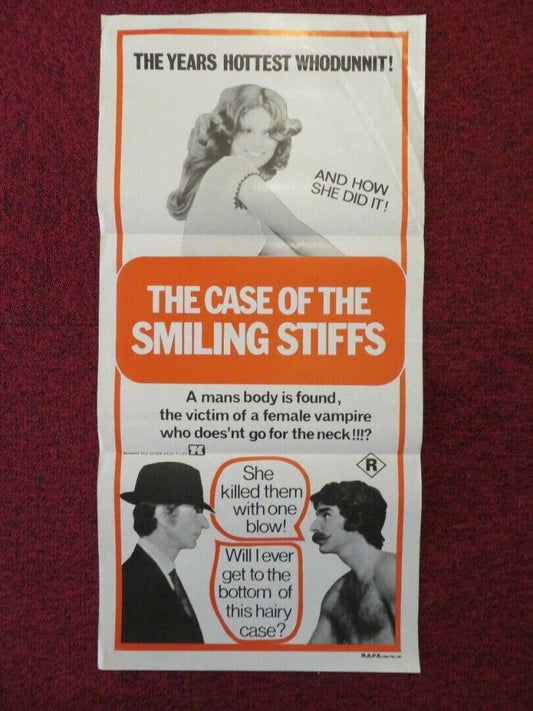 THE YEARS HOTTEST WHODUNNIT!
AND HOW
SHE DID IT!
THE CASE OF THE
SMILING STIFFS
A mans body is found,
the victim of a female vampire
who does'nt go for the neck!!!?
R
She
killed them
with one
blow!
Will I ever
get to the
bottom of
this hairy
case?
M.A.P.S.